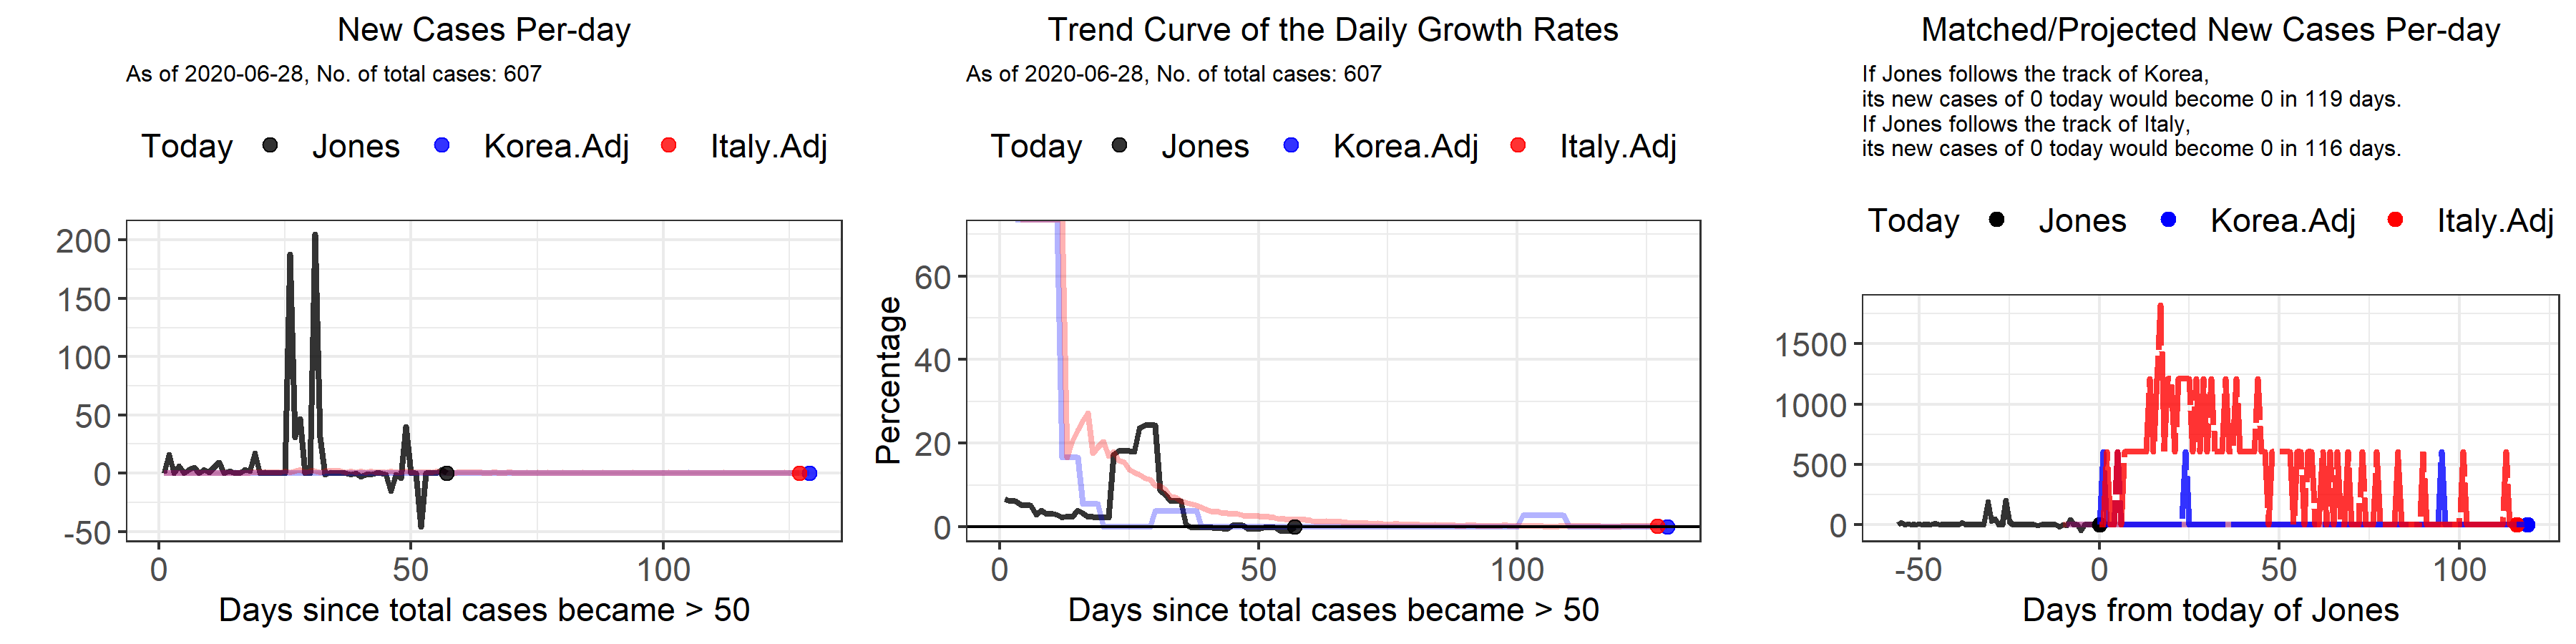 New Cases Per-day
As of 2020-06-28, No. of total cases: 607
Today Jones Korea.Adj Italy.Adj
200
150
100
50
0
-50
0 50 100
Days since total cases became > 50
Trend Curve of the Daily Growth Rates
As of 2020-06-28, No. of total cases: 607
Today Jones Korea.Adj Italy.Adj
Percentage
60
40
20
0
0 50 100
Days since total cases became > 50
Matched/Projected New Cases Per-day
If Jones follows the track of Korea,
its new cases of 0 today would become 0 in 119 days.
If Jones follows the track of Italy,
its new cases of 0 today would become 0 in 116 days.
Today Jones Korea.Adj Italy.Adj
1500
1000
500
0
-50 0 50 100
Days from today of Jones